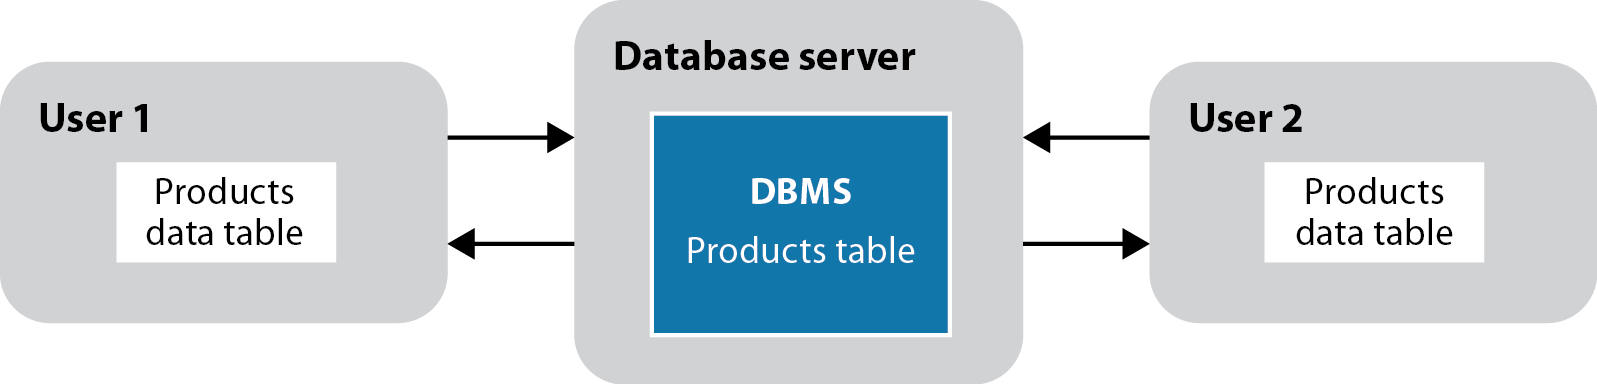 User 1
Products
data table
Database server
DBMS
Products table
User 2
Products
data table